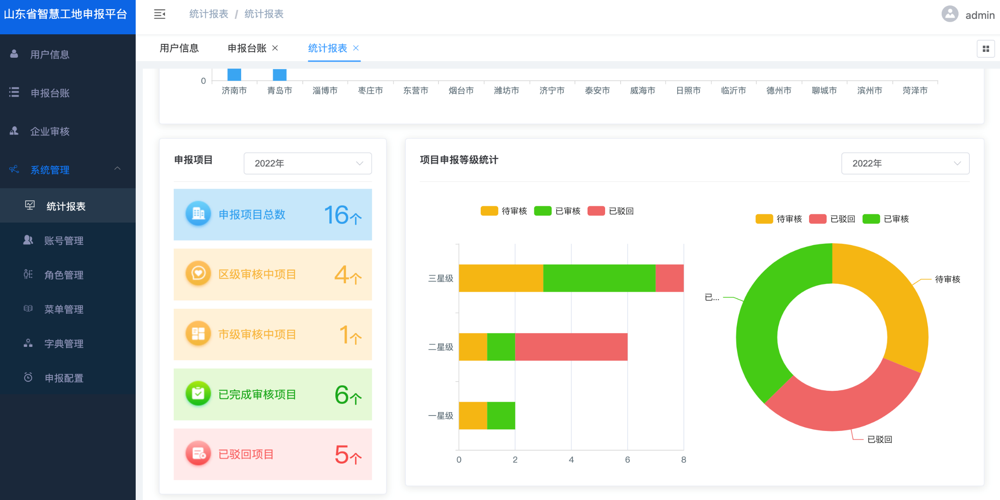 山东省智慧工地申报平台
统计报表 / 统计报表
admin
用户信息
申报台账
统计报表
用户信息
申报台账
企业审核
系统管理
统计报表
账号管理
角色管理
菜单管理
字典管理
申报配置
0
济南市 青岛市 淄博市 枣庄市 东营市 烟台市 潍坊市 济宁市 泰安市 威海市 日照市 临沂市 德州市 聊城市 滨州市 菏泽市
申报项目
2022年
申报项目总数 16个
区级审核中项目 4个
市级审核中项目 1个
已完成审核项目 6个
已驳回项目 5个
项目申报等级统计
2022年
待审核 已审核 已驳回
三星级
二星级
一星级
0 2 4 6 8
待审核 已驳回 已审核
待审核
已...
已驳回